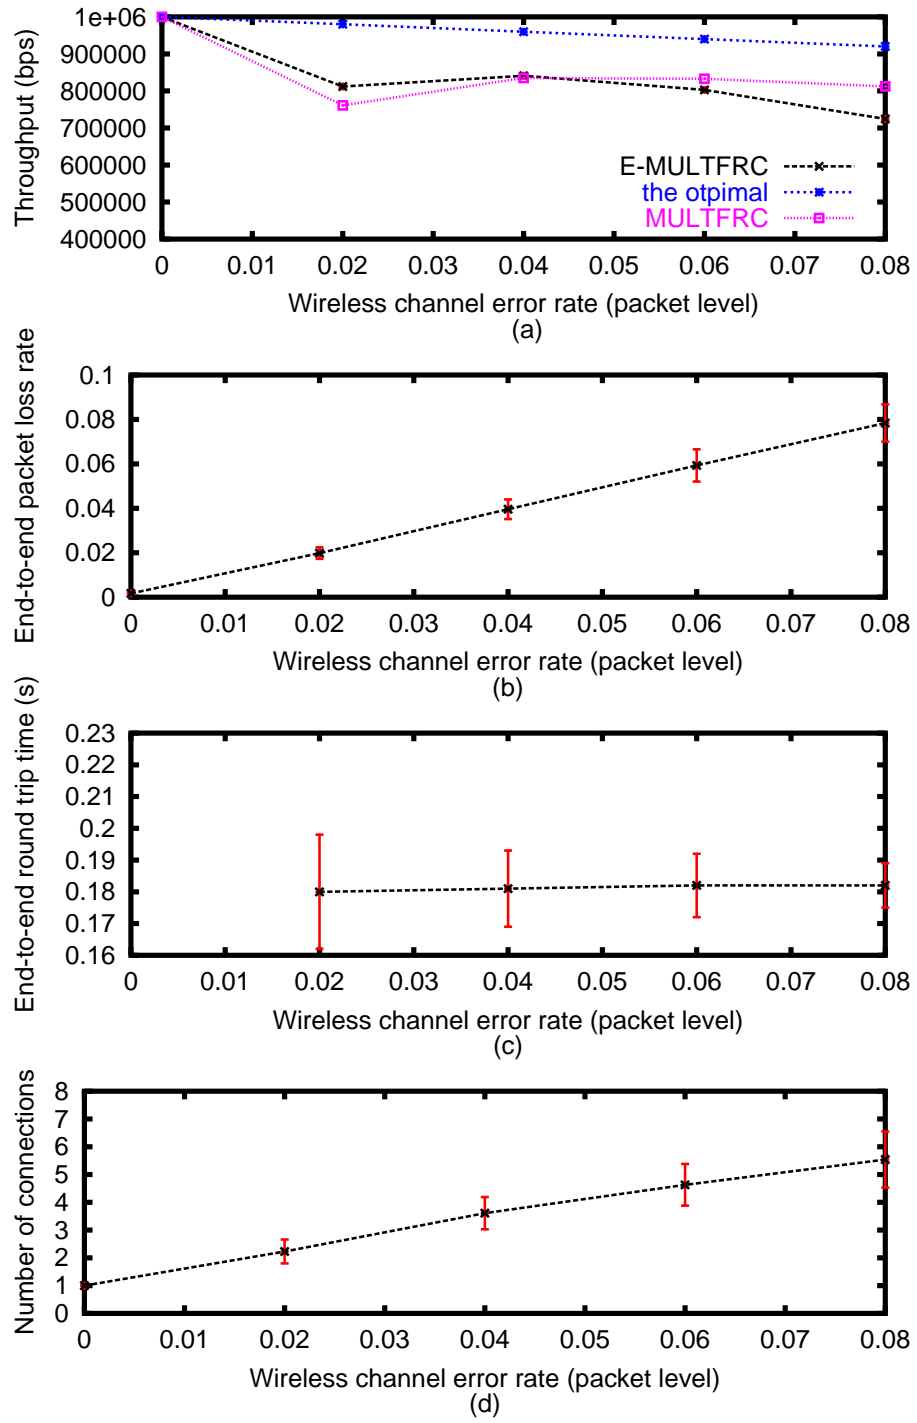 Throughput (bps)
1e+06
900000
800000
700000
600000
500000
400000
E-MULTFRC
the otpimal
MULTFRC
0 0.01 0.02 0.03 0.04 0.05 0.06 0.07 0.08
Wireless channel error rate (packet level)
(a)
End-to-end packet loss rate
0.1
0.08
0.06
0.04
0.02
0
0 0.01 0.02 0.03 0.04 0.05 0.06 0.07 0.08
Wireless channel error rate (packet level)
(b)
End-to-end round trip time (s)
0.23
0.22
0.21
0.2
0.19
0.18
0.17
0.16
0 0.01 0.02 0.03 0.04 0.05 0.06 0.07 0.08
Wireless channel error rate (packet level)
(c)
Number of connections
8
7
6
5
4
3
2
1
0
0 0.01 0.02 0.03 0.04 0.05 0.06 0.07 0.08
Wireless channel error rate (packet level)
(d)